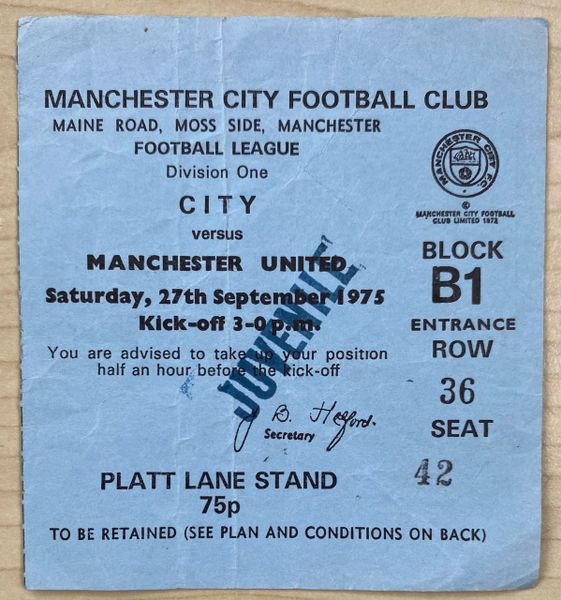 MANCHESTER CITY FOOTBALL CLUB
MAINE ROAD, MOSS SIDE, MANCHESTER
FOOTBALL LEAGUE
Division One
CITY
versus
MANCHESTER UNITED
Saturday, 27th September 1975
Kick-off 3-0 p.m.
You are advised to take up your position
half an hour before the kick-off
JUVENILE
J B. Halford.
Secretary
PLATT LANE STAND
75p
TO BE RETAINED (SEE PLAN AND CONDITIONS ON BACK)
MANCHESTER CITY F.C.
©
MANCHESTER CITY FOOTBALL
CLUB LIMITED 1972
BLOCK
B1
ENTRANCE
ROW
36
SEAT
42